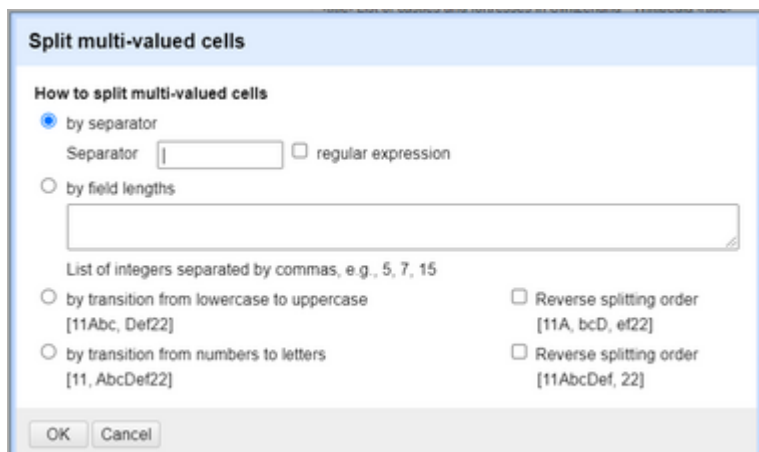 Split multi-valued cells
How to split multi-valued cells
by separator
Separator | regular expression
by field lengths
List of integers separated by commas, e.g., 5, 7, 15
by transition from lowercase to uppercase Reverse splitting order
[11Abc, Def22] [11A, bcD, ef22]
by transition from numbers to letters Reverse splitting order
[11, AbcDef22] [11AbcDef, 22]
OK Cancel